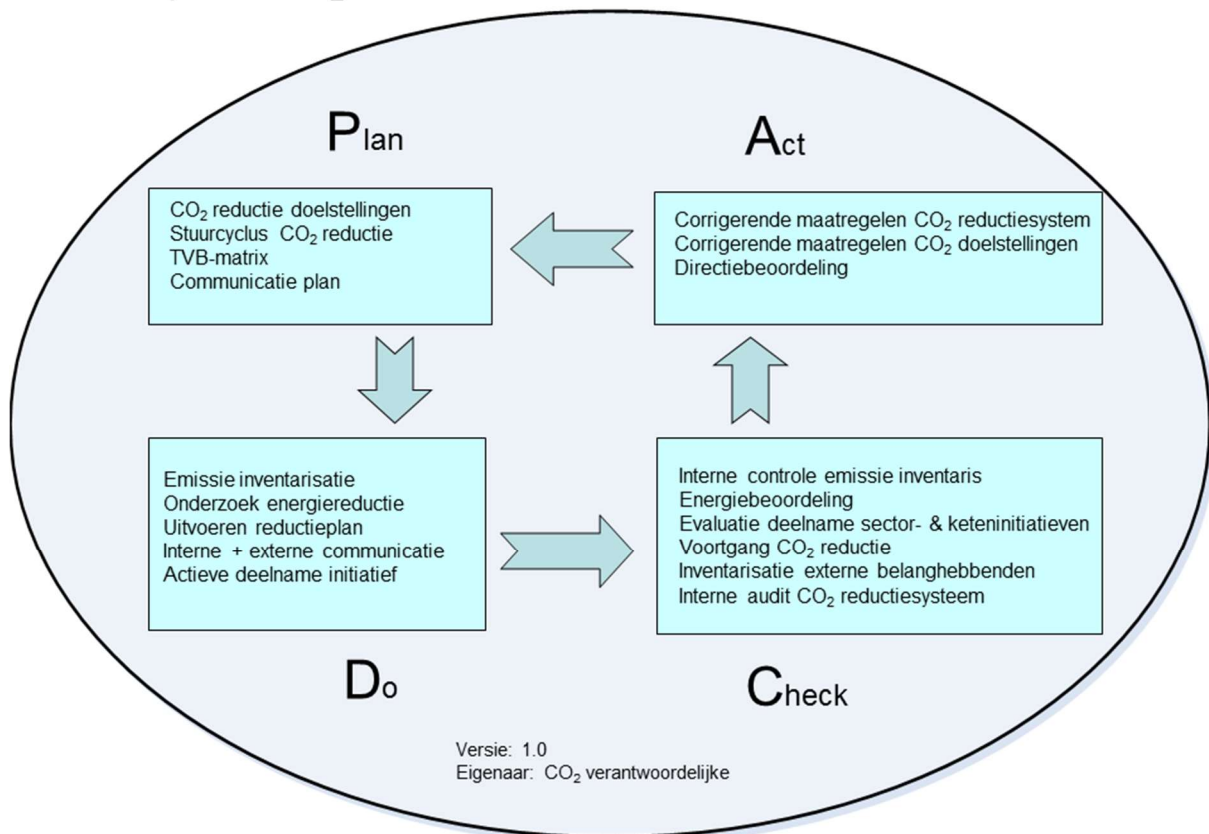 Plan
CO₂ reductie doelstellingen
Stuurcyclus CO₂ reductie
TVB-matrix
Communicatie plan
Act
Corrigerende maatregelen CO₂ reductiesystem
Corrigerende maatregelen CO₂ doelstellingen
Directiebeoordeling
Emissie inventarisatie
Onderzoek energiereductie
Uitvoeren reductieplan
Interne + externe communicatie
Actieve deelname initiatief
Do
Interne controle emissie inventaris
Energiebeoordeling
Evaluatie deelname sector- & keteninitiatieven
Voortgang CO₂ reductie
Inventarisatie externe belanghebbenden
Interne audit CO₂ reductiesysteem
Check
Versie: 1.0
Eigenaar: CO₂ verantwoordelijke